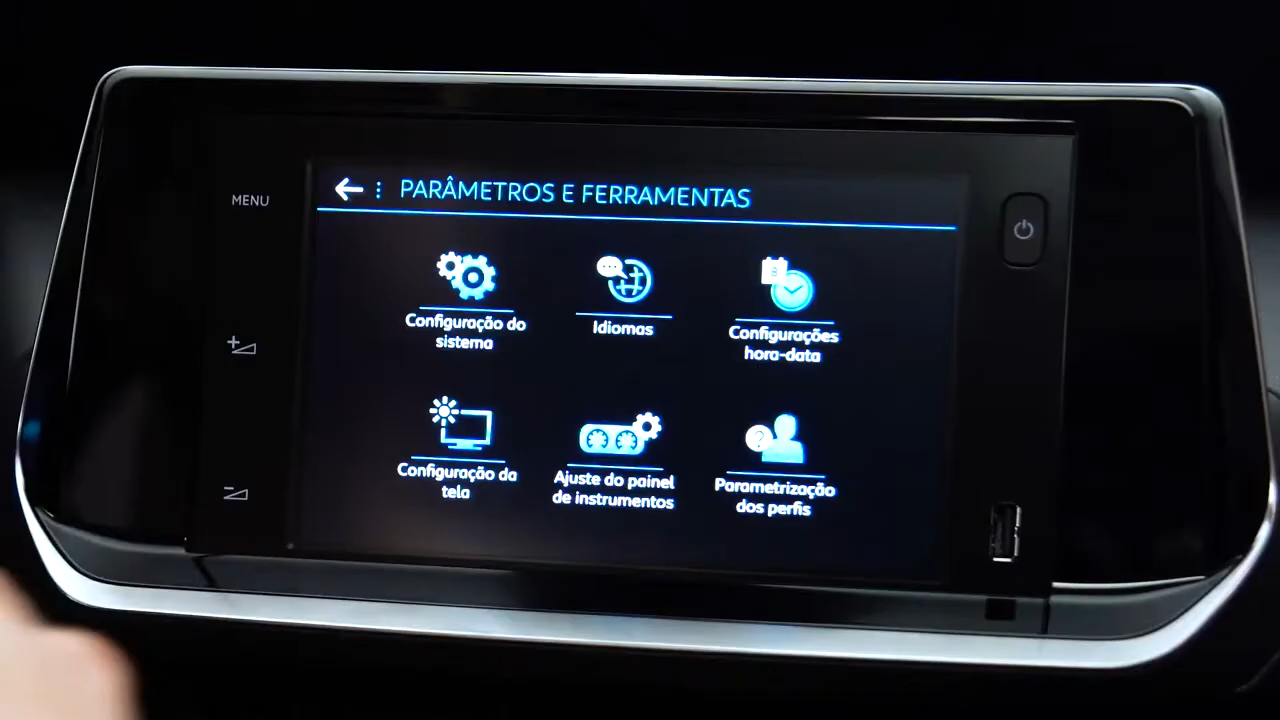 MENU
PARÂMETROS E FERRAMENTAS
Configuração do
sistema
Idiomas
Configurações
hora-data
Configuração da
tela
Ajuste do painel
de instrumentos
Parametrização
dos perfis